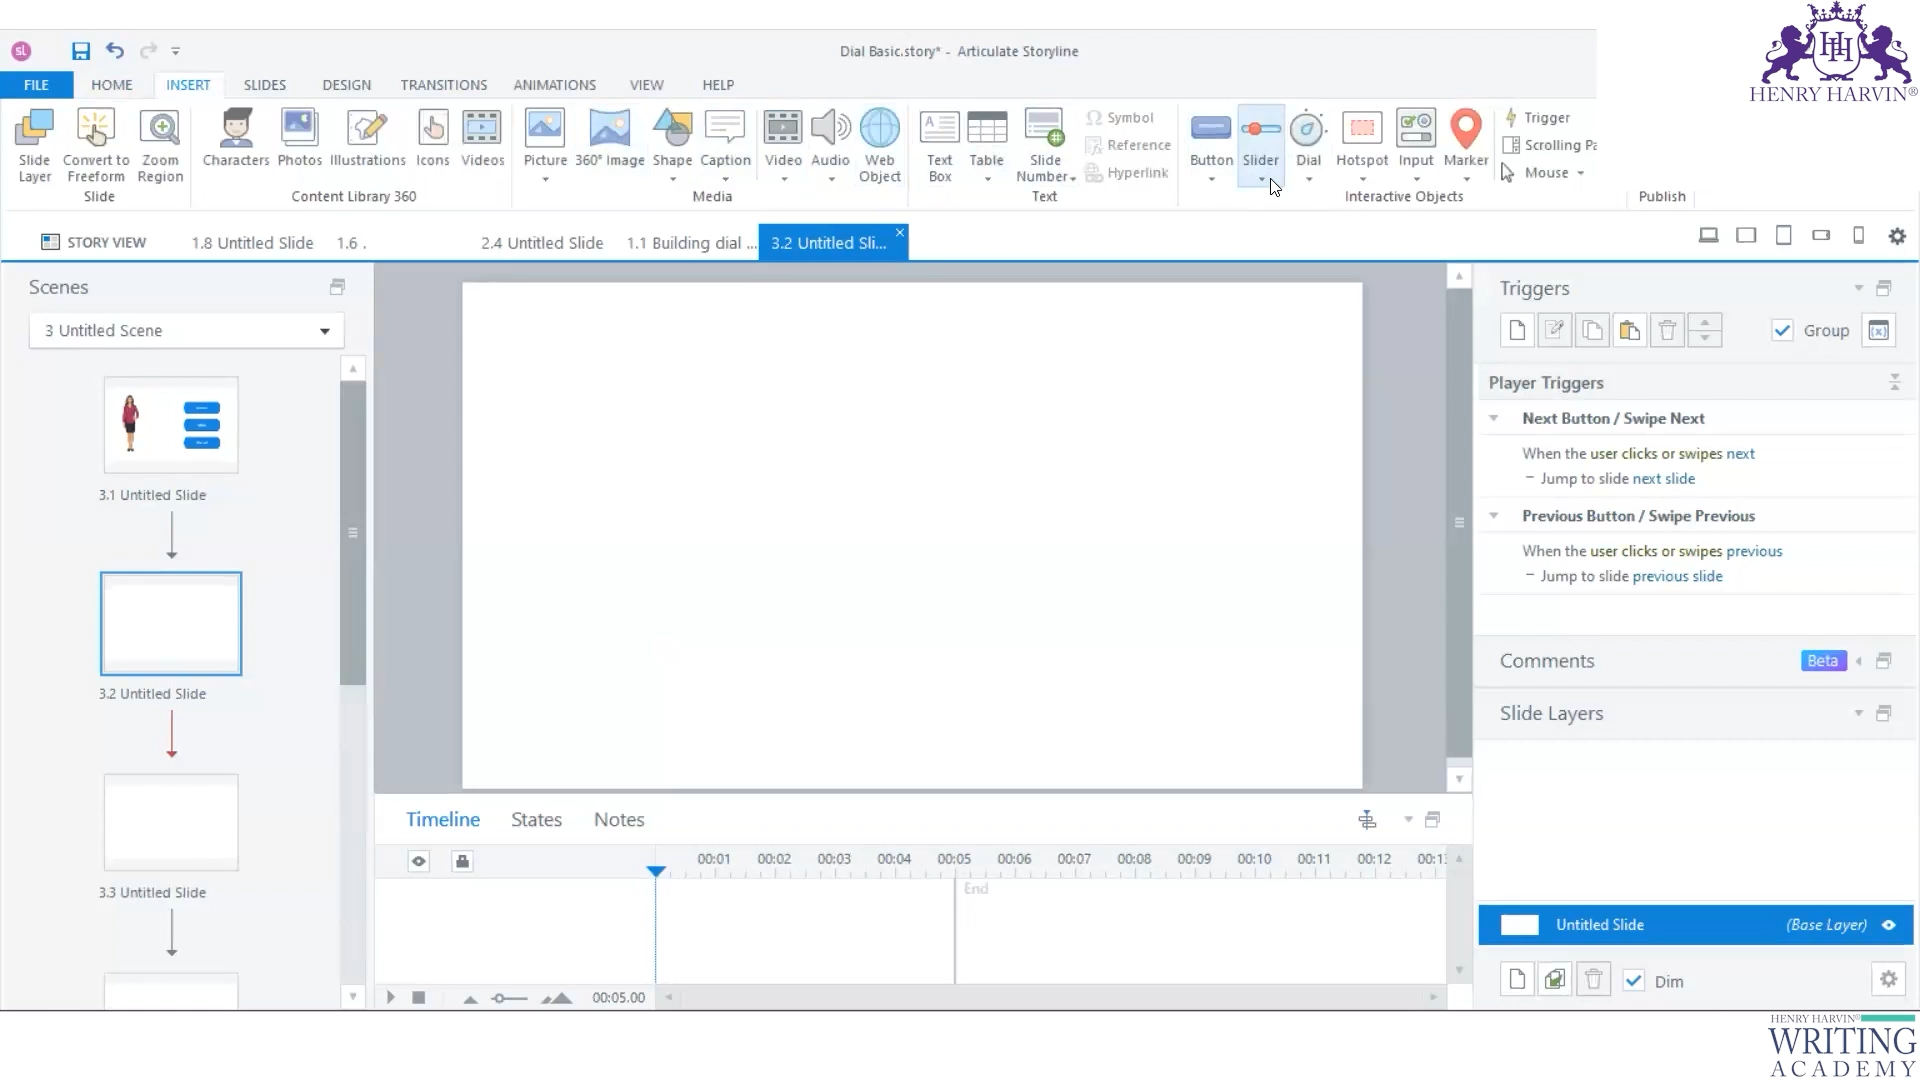 HENRY HARVIN®
sl
Dial Basic.story* - Articulate Storyline
FILE HOME INSERT SLIDES DESIGN TRANSITIONS ANIMATIONS VIEW HELP
Slide Layer
Convert to Freeform
Zoom Region
Characters
Photos
Illustrations
Icons
Videos
Picture
360° Image
Shape
Caption
Video
Audio
Web Object
Text Box
Table
Slide Number
Symbol
Reference
Hyperlink
Button
Slider
Dial
Hotspot
Input
Marker
Trigger
Scrolling Pa
Mouse
Slide
Content Library 360
Media
Text
Interactive Objects
Publish
STORY VIEW 1.8 Untitled Slide 1.6 . 2.4 Untitled Slide 1.1 Building dial ... 3.2 Untitled Sli...
Scenes
3 Untitled Scene
3.1 Untitled Slide
3.2 Untitled Slide
3.3 Untitled Slide
Timeline States Notes
00:01 00:02 00:03 00:04 00:05 00:06 00:07 00:08 00:09 00:10 00:11 00:12 00:13
End
00:05.00
Triggers
Group
Player Triggers
Next Button / Swipe Next
When the user clicks or swipes next
– Jump to slide next slide
Previous Button / Swipe Previous
When the user clicks or swipes previous
– Jump to slide previous slide
Comments Beta
Slide Layers
Untitled Slide (Base Layer)
Dim
HENRY HARVIN®
WRITING
ACADEMY